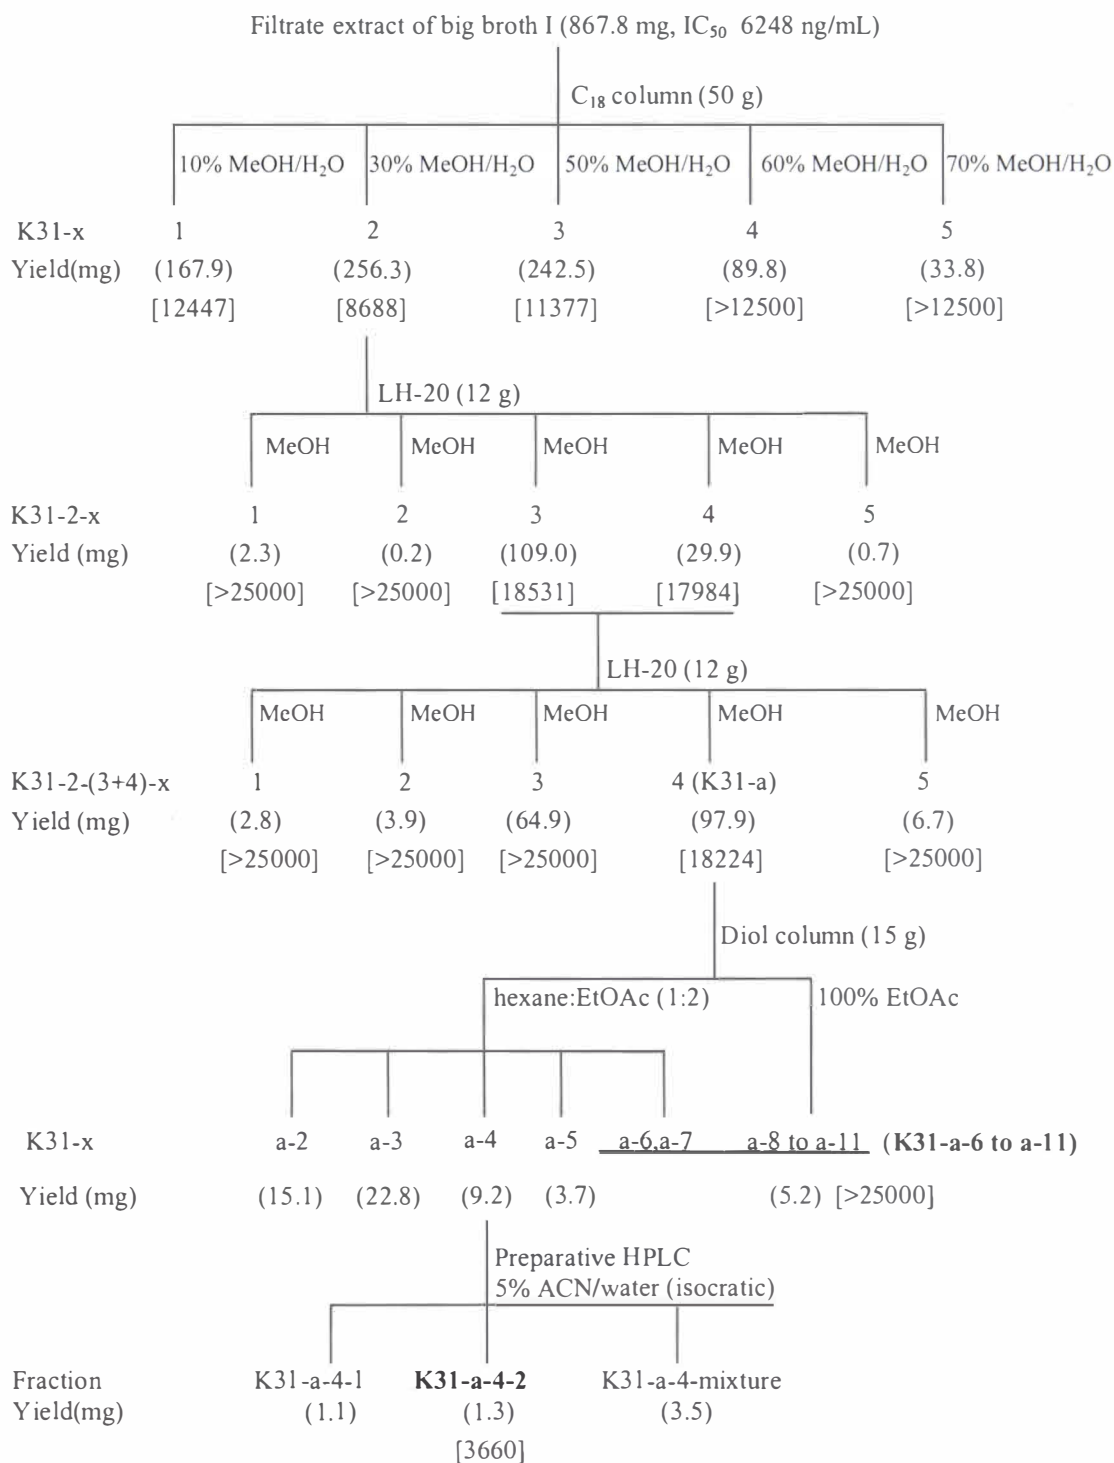 Filtrate extract of big broth I (867.8 mg, IC₅₀ 6248 ng/mL)
C₁₈ column (50 g)
10% MeOH/H₂O 30% MeOH/H₂O 50% MeOH/H₂O 60% MeOH/H₂O 70% MeOH/H₂O
K31-x 1 2 3 4 5
Yield(mg) (167.9) (256.3) (242.5) (89.8) (33.8)
[12447] [8688] [11377] [>12500] [>12500]
LH-20 (12 g)
MeOH MeOH MeOH MeOH MeOH
K31-2-x 1 2 3 4 5
Yield (mg) (2.3) (0.2) (109.0) (29.9) (0.7)
[>25000] [>25000] [18531] [17984] [>25000]
LH-20 (12 g)
MeOH MeOH MeOH MeOH MeOH
K31-2-(3+4)-x 1 2 3 4 (K31-a) 5
Yield (mg) (2.8) (3.9) (64.9) (97.9) (6.7)
[>25000] [>25000] [>25000] [18224] [>25000]
Diol column (15 g)
hexane:EtOAc (1:2) 100% EtOAc
K31-x a-2 a-3 a-4 a-5 a-6,a-7 a-8 to a-11 (K31-a-6 to a-11)
Yield (mg) (15.1) (22.8) (9.2) (3.7) (5.2) [>25000]
Preparative HPLC
5% ACN/water (isocratic)
Fraction K31-a-4-1 K31-a-4-2 K31-a-4-mixture
Yield(mg) (1.1) (1.3) (3.5)
[3660]